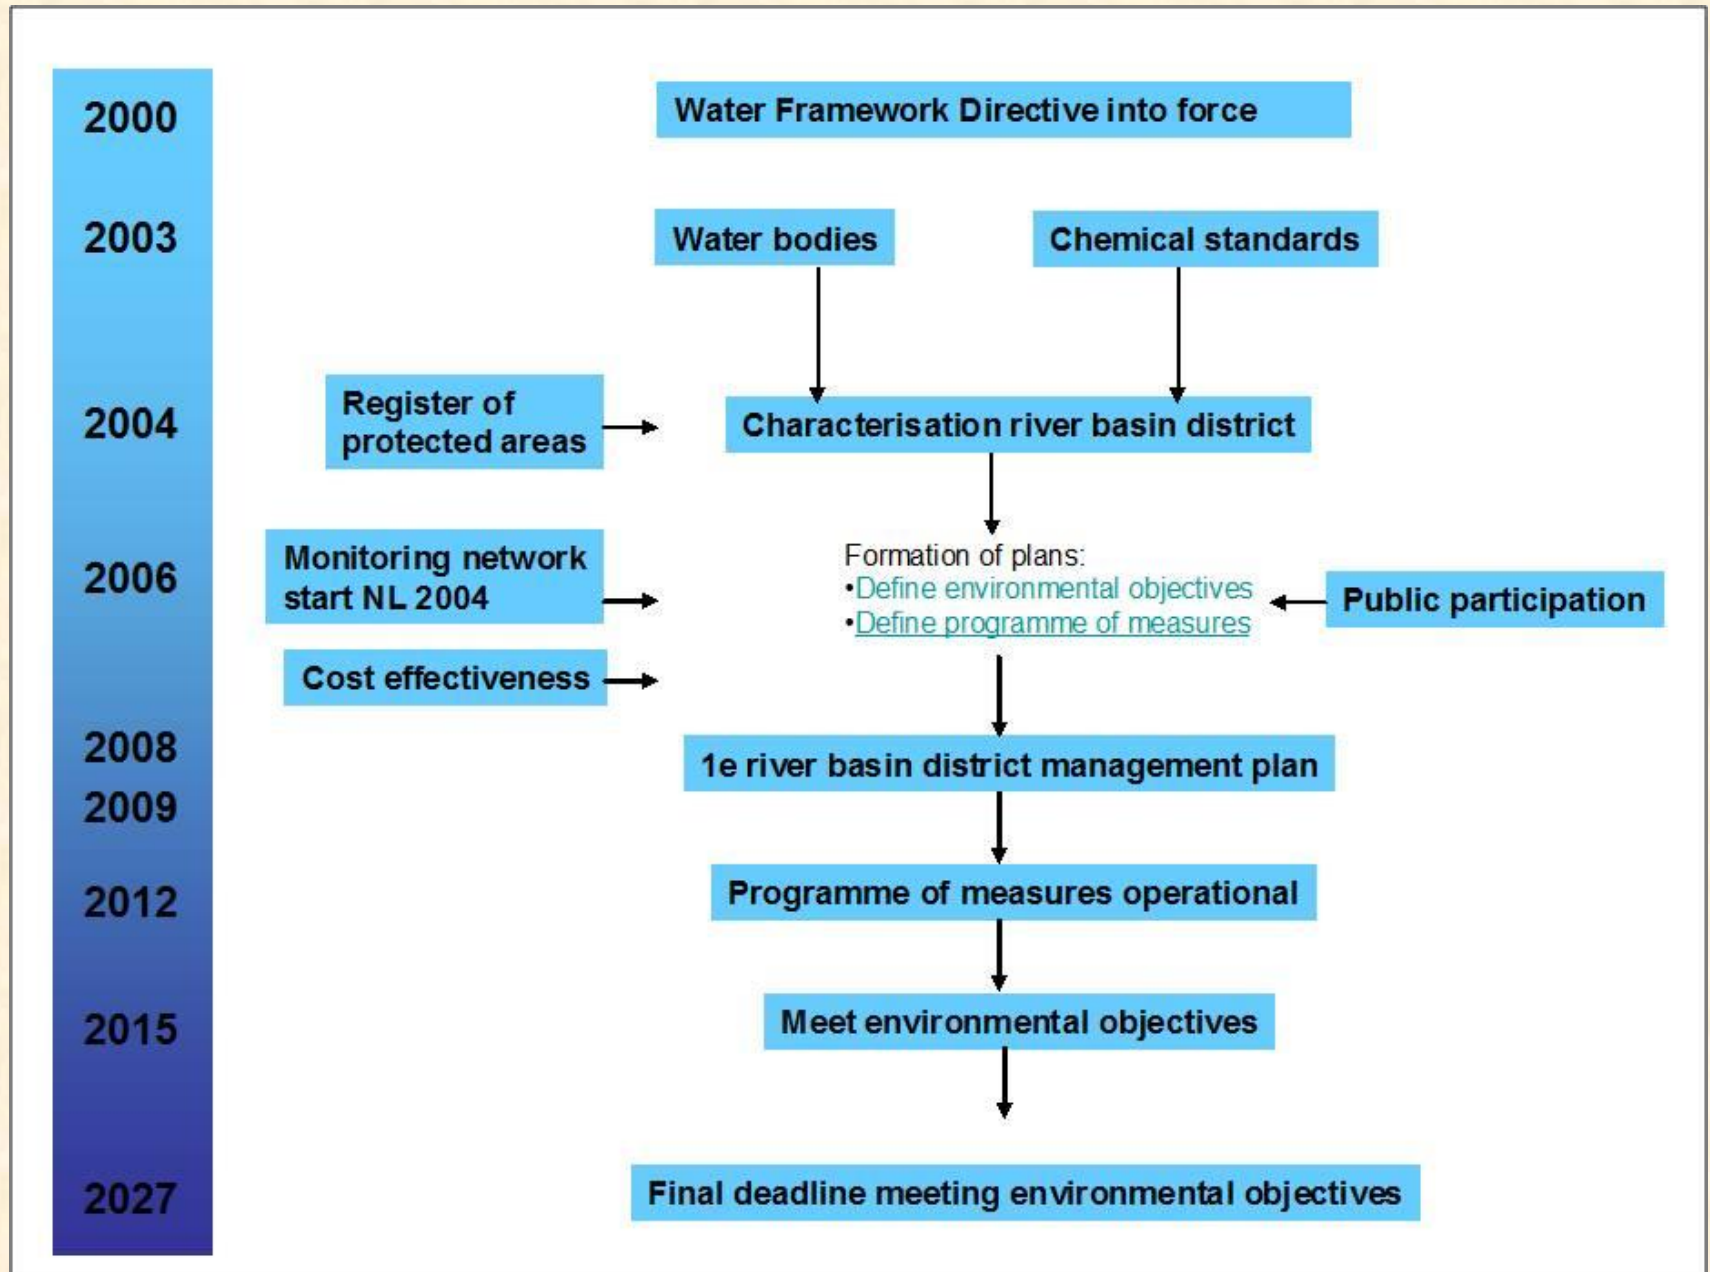 2000
Water Framework Directive into force
2003
Water bodies
Chemical standards
2004
Register of
protected areas
Characterisation river basin district
2006
Monitoring network
start NL 2004
Formation of plans:
•Define environmental objectives
•Define programme of measures
Public participation
Cost effectiveness
2008
1e river basin district management plan
2009
2012
Programme of measures operational
2015
Meet environmental objectives
2027
Final deadline meeting environmental objectives